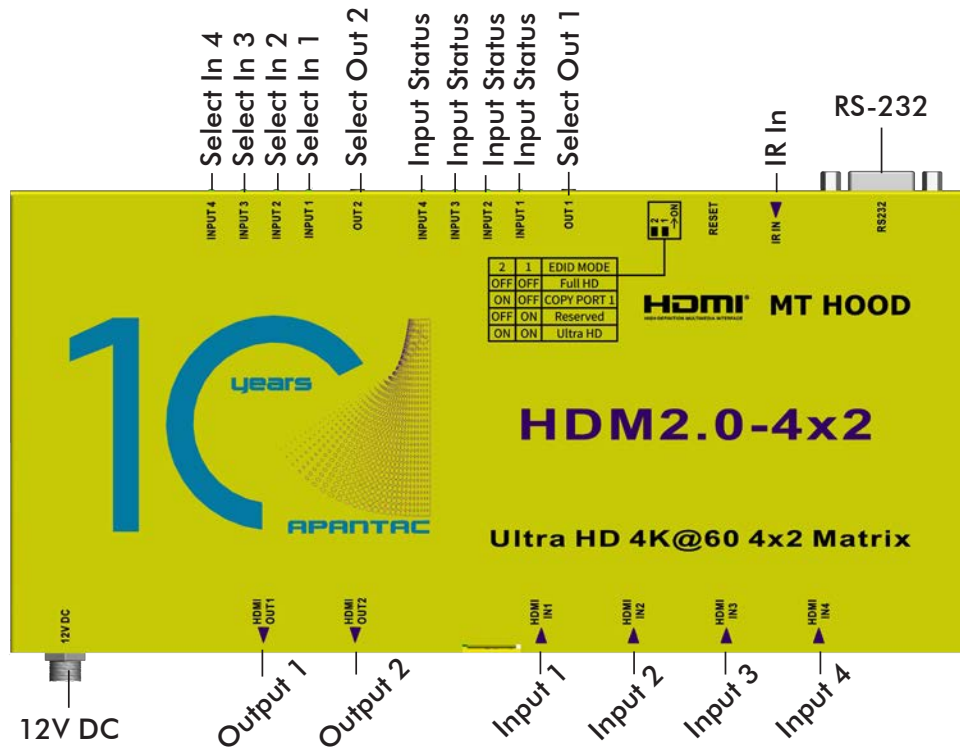 Select In 4
Select In 3
Select In 2
Select In 1
Select Out 2
Input Status
Input Status
Input Status
Input Status
Select Out 1
IR In
RS-232
INPUT 4
INPUT 3
INPUT 2
INPUT 1
OUT 2
INPUT 4
INPUT 3
INPUT 2
INPUT 1
OUT 1
2
1
→ON
RESET
IR IN
RS232
2 1 EDID MODE
OFF OFF Full HD
ON OFF COPY PORT 1
OFF ON Reserved
ON ON Ultra HD
HDMI®
HIGH-DEFINITION MULTIMEDIA INTERFACE
MT HOOD
10
years
APANTAC
HDM2.0-4x2
Ultra HD 4K@60 4x2 Matrix
12V DC
HDMI
OUT1
HDMI
OUT2
HDMI
IN1
HDMI
IN2
HDMI
IN3
HDMI
IN4
12V DC
Output 1
Output 2
Input 1
Input 2
Input 3
Input 4